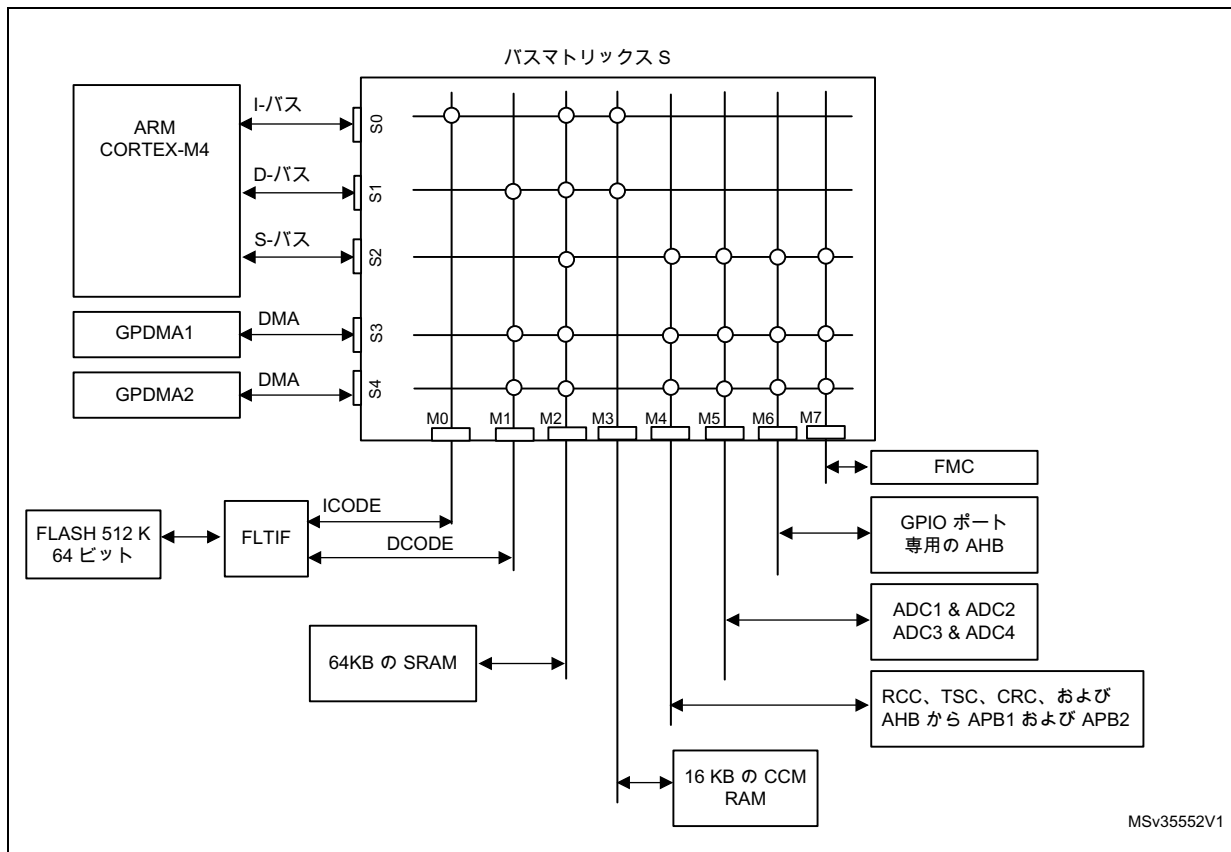 バスマトリックス S
ARM
CORTEX-M4
I-バス
S0
D-バス
S1
S-バス
S2
GPDMA1
DMA
S3
GPDMA2
DMA
S4
M0
M1
M2
M3
M4
M5
M6
M7
FMC
FLASH 512 K
64 ビット
FLTIF
ICODE
DCODE
GPIO ポート
専用の AHB
ADC1 & ADC2
ADC3 & ADC4
64KB の SRAM
RCC、TSC、CRC、および
AHB から APB1 および APB2
16 KB の CCM
RAM
MSv35552V1